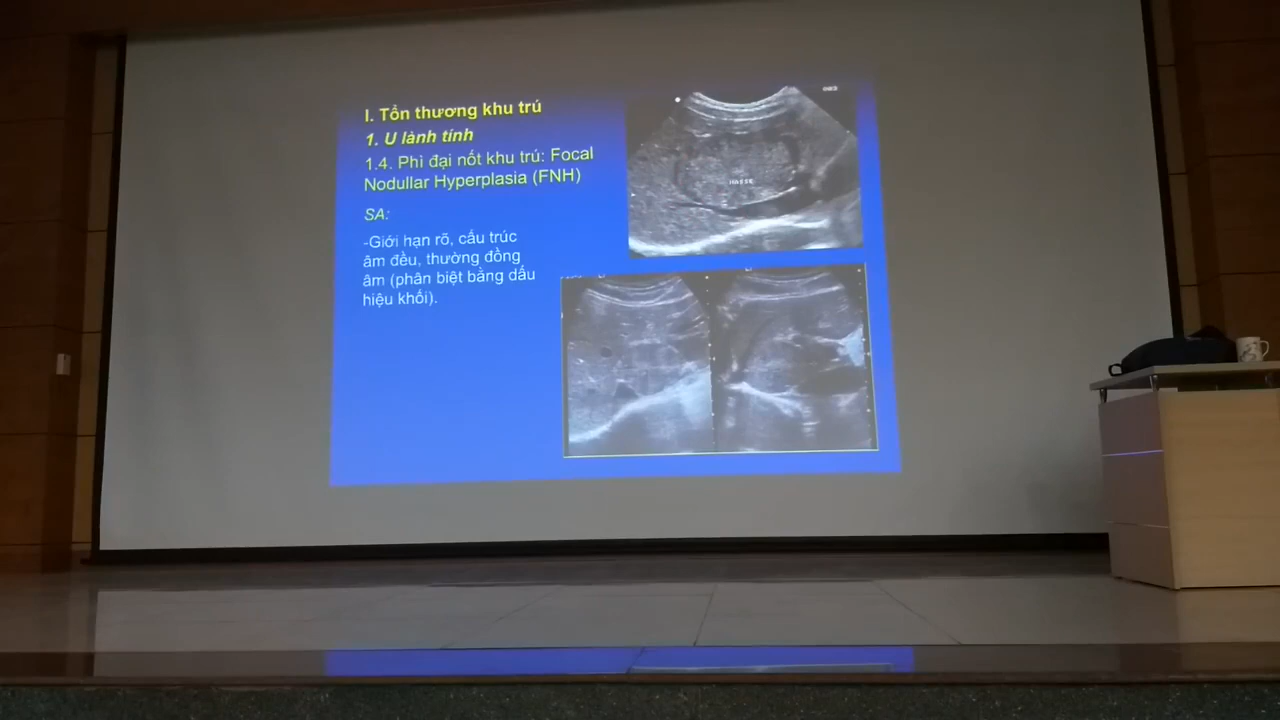 I. Tổn thương khu trú
1. U lành tính
1.4. Phì đại nốt khu trú: Focal
Nodullar Hyperplasia (FNH)
SA:
-Giới hạn rõ, cấu trúc
âm đều, thường đồng
âm (phân biệt bằng dấu
hiệu khối).
MASSE